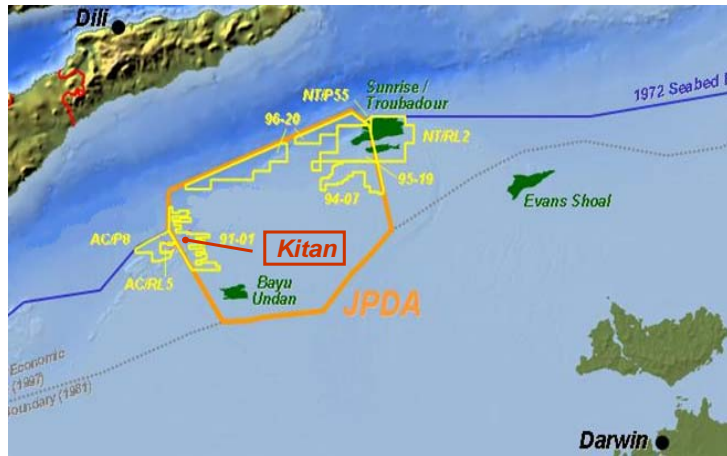 Dili
NT/P55
Sunrise /
Troubadour
1972 Seabed
96-20
NT/RL2
95-19
94-07
Evans Shoal
AC/P8
91-01
Kitan
AC/RL5
Bayu
Undan
JPDA
Economic
(1997)
oundary (1981)
Darwin